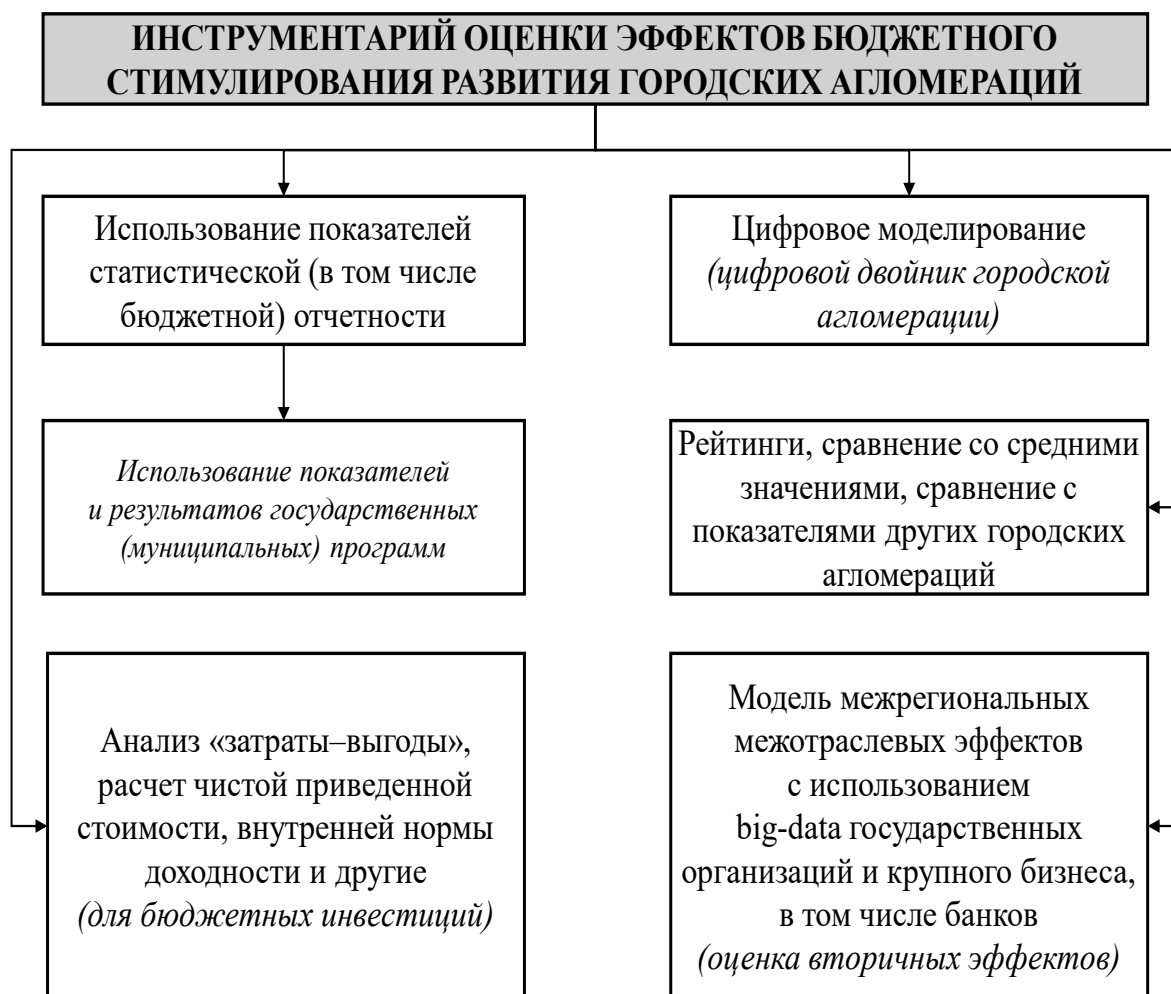 ИНСТРУМЕНТАРИЙ ОЦЕНКИ ЭФФЕКТОВ БЮДЖЕТНОГО
СТИМУЛИРОВАНИЯ РАЗВИТИЯ ГОРОДСКИХ АГЛОМЕРАЦИЙ
Использование показателей
статистической (в том числе
бюджетной) отчетности
Цифровое моделирование
(цифровой двойник городской
агломерации)
Использование показателей
и результатов государственных
(муниципальных) программ
Рейтинги, сравнение со средними
значениями, сравнение с
показателями других городских
агломераций
Анализ «затраты–выгоды»,
расчет чистой приведенной
стоимости, внутренней нормы
доходности и другие
(для бюджетных инвестиций)
Модель межрегиональных
межотраслевых эффектов
с использованием
big-data государственных
организаций и крупного бизнеса,
в том числе банков
(оценка вторичных эффектов)